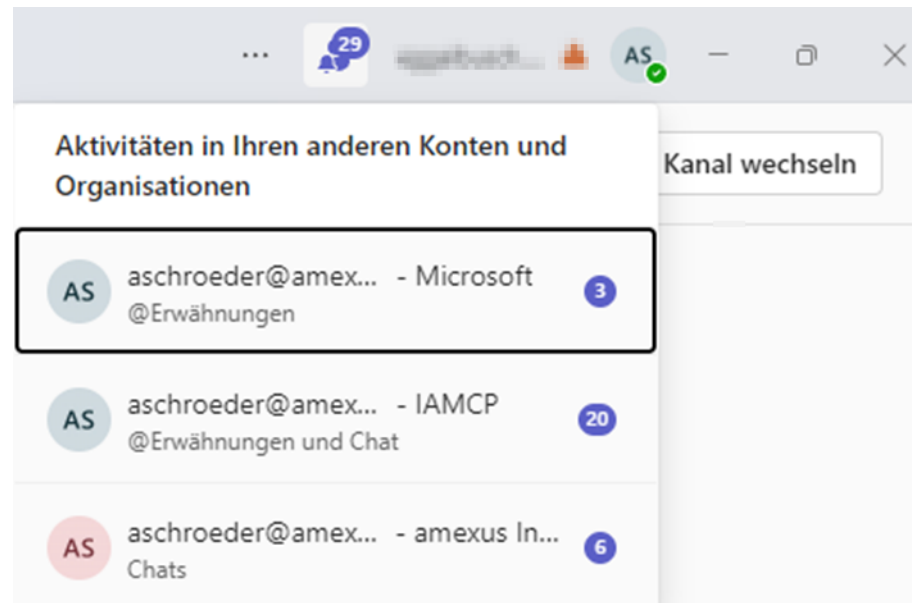 ... 29 AS
Aktivitäten in Ihren anderen Konten und
Organisationen
Kanal wechseln
AS aschroeder@amex... - Microsoft 3
@Erwähnungen
AS aschroeder@amex... - IAMCP 20
@Erwähnungen und Chat
AS aschroeder@amex... - amexus In... 6
Chats